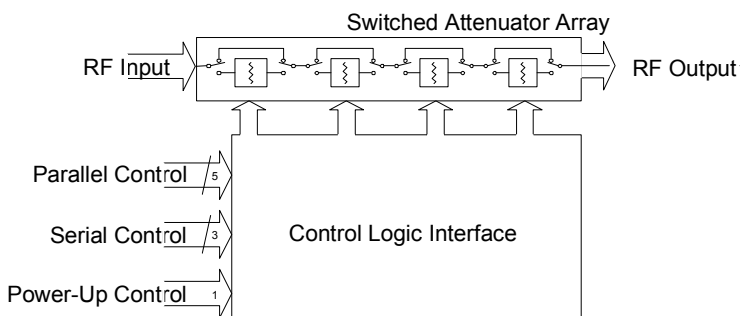 Switched Attenuator Array
RF Input
RF Output
Parallel Control
5
Serial Control
3
Control Logic Interface
Power-Up Control
1